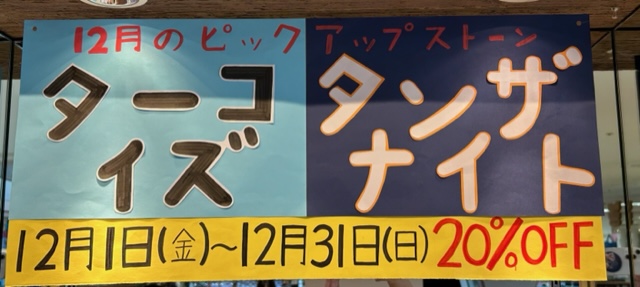 12月のピックアップストーン
ターコイズ
タンザナイト
12月1日(金)～12月31日(日) 20%OFF